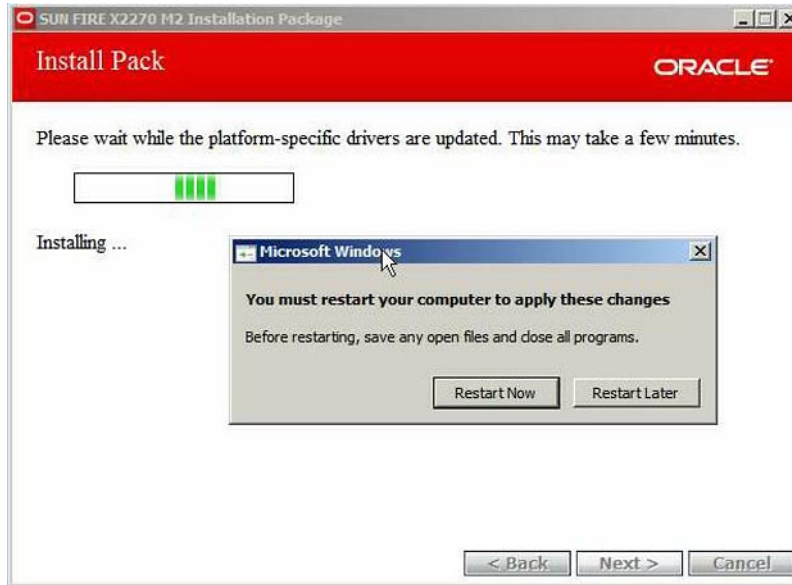 SUN FIRE X2270 M2 Installation Package
Install Pack
ORACLE
Please wait while the platform-specific drivers are updated. This may take a few minutes.
Installing ...
Microsoft Windows
You must restart your computer to apply these changes
Before restarting, save any open files and close all programs.
Restart Now Restart Later
< Back Next > Cancel